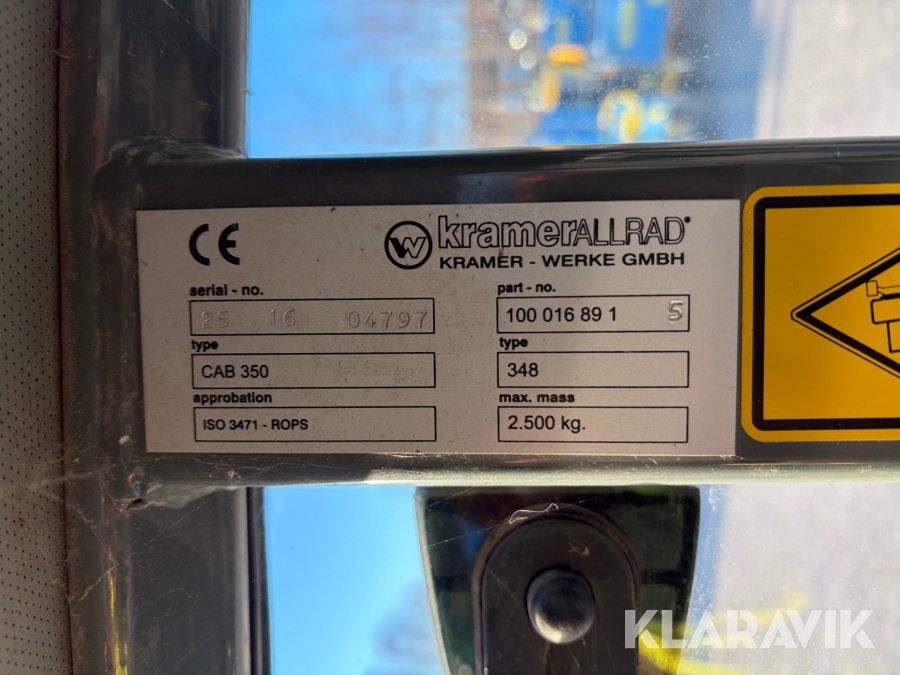 CE
W kramerALLRAD
KRAMER - WERKE GMBH
serial - no.
25 16 04797
part - no.
100 016 89 1 5
type
CAB 350
type
348
approbation
ISO 3471 - ROPS
max. mass
2.500 kg.
KLARAVIK